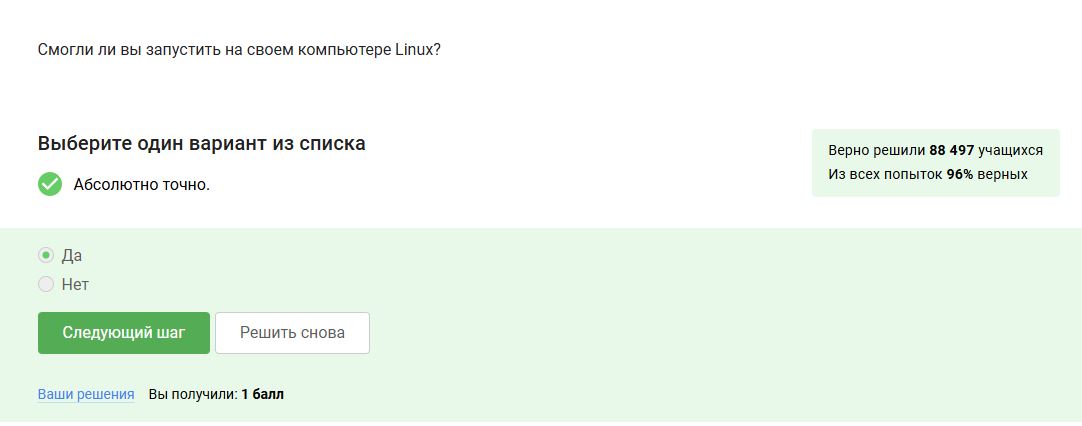 Смогли ли вы запустить на своем компьютере Linux?
Выберите один вариант из списка
Верно решили 88 497 учащихся
Из всех попыток 96% верных
Абсолютно точно.
Да
Нет
Следующий шаг
Решить снова
Ваши решения Вы получили: 1 балл